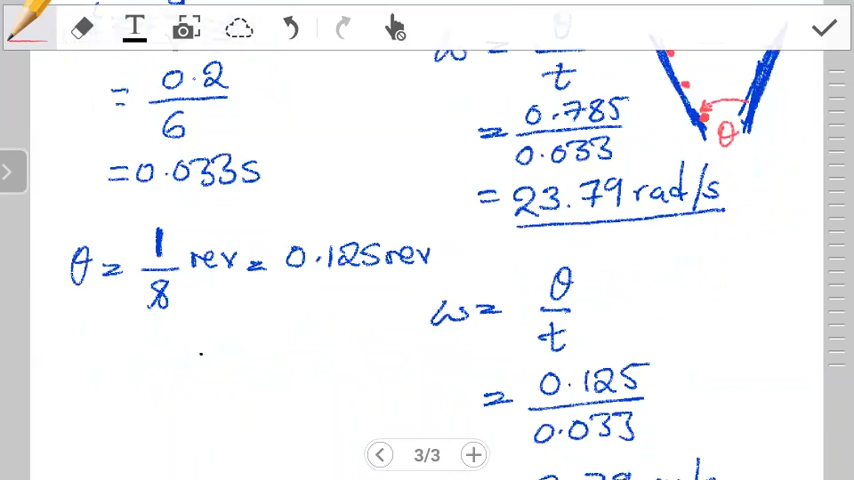 = 0.2/6
= 0.033s
θ = 1/8 rev = 0.125rev
ω = /t
= 0.785/0.033
= 23.79 rad/s
θ
ω = θ/t
= 0.125/0.033
3/3
T